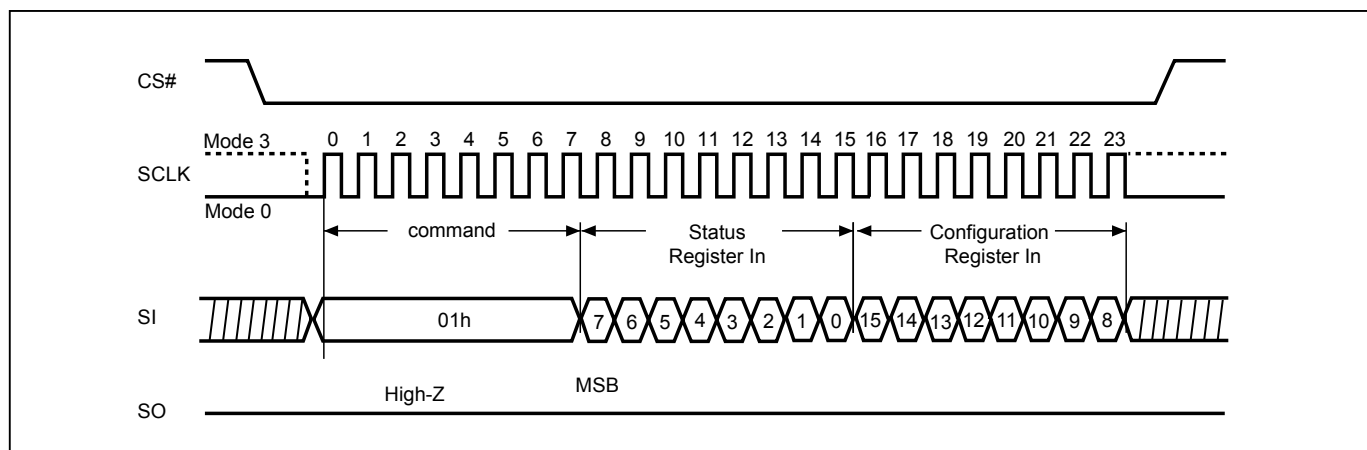 CS#
Mode 3
0 1 2 3 4 5 6 7 8 9 10 11 12 13 14 15 16 17 18 19 20 21 22 23
SCLK
Mode 0
command
Status
Register In
Configuration
Register In
SI
01h
7 6 5 4 3 2 1 0 15 14 13 12 11 10 9 8
High-Z
MSB
SO